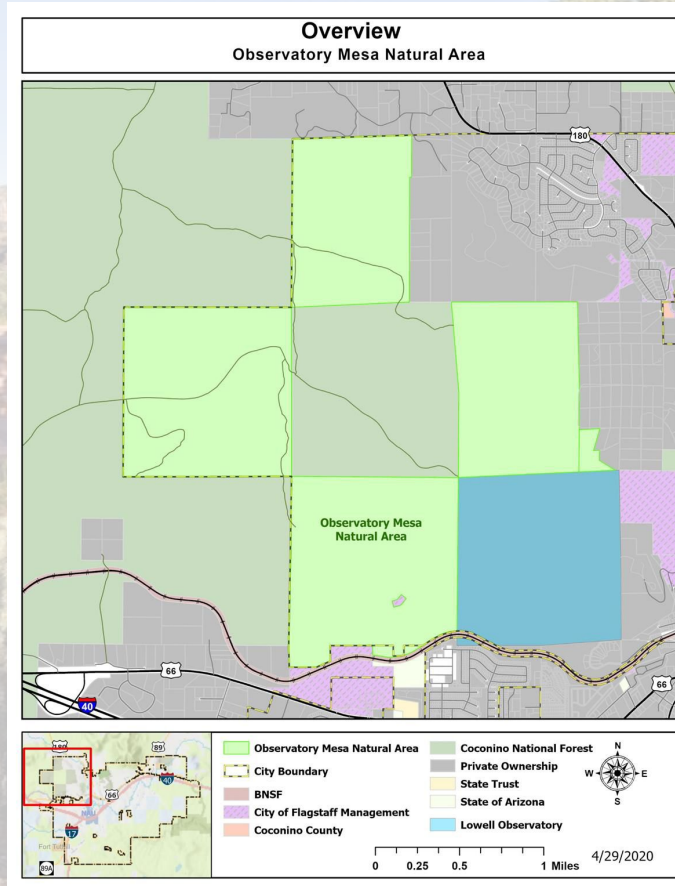 Overview
Observatory Mesa Natural Area
180
Observatory Mesa
Natural Area
66
40
66
180
89
66
40
NAU
17
89A
Observatory Mesa Natural Area
City Boundary
BNSF
City of Flagstaff Management
Coconino County
Coconino National Forest
Private Ownership
State Trust
State of Arizona
Lowell Observatory
N
W
E
S
0 0.25 0.5 1 Miles
4/29/2020